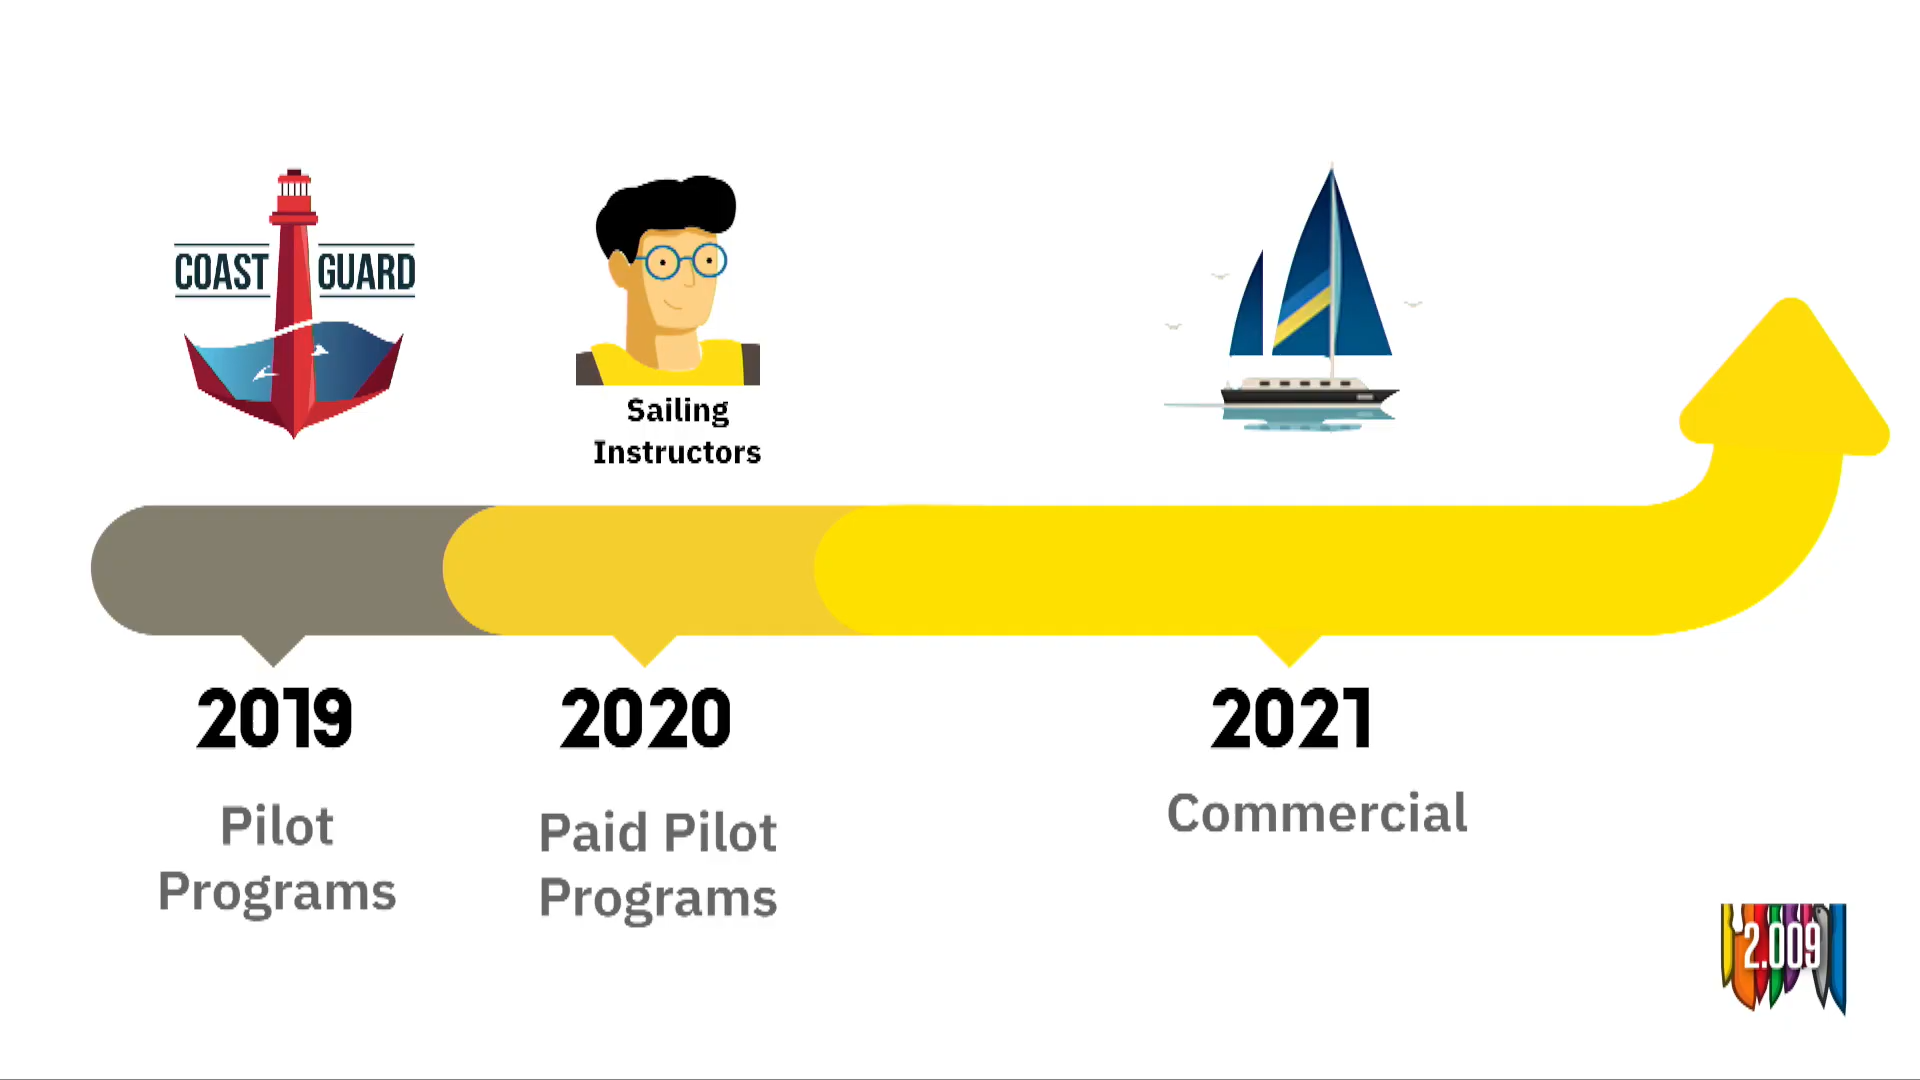 COAST GUARD
Sailing
Instructors
2019
2020
2021
Pilot
Programs
Paid Pilot
Programs
Commercial
2.009